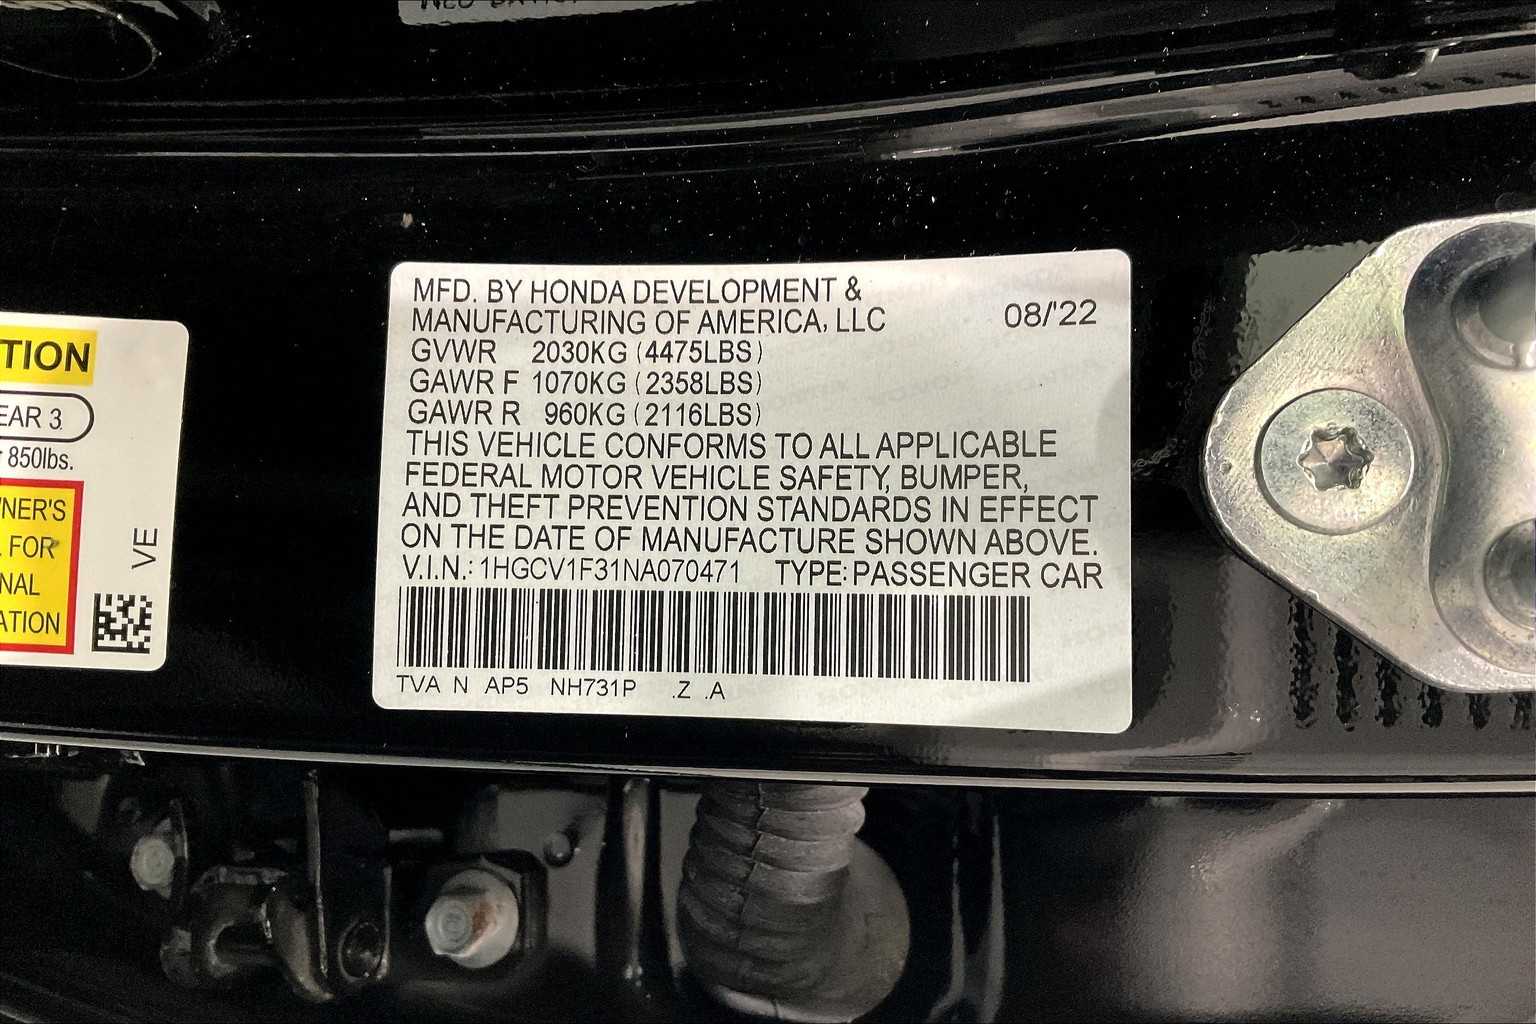 MFD. BY HONDA DEVELOPMENT &
MANUFACTURING OF AMERICA, LLC 08/'22
GVWR 2030KG (4475LBS)
GAWR F 1070KG (2358LBS)
GAWR R 960KG (2116LBS)
THIS VEHICLE CONFORMS TO ALL APPLICABLE
FEDERAL MOTOR VEHICLE SAFETY, BUMPER,
AND THEFT PREVENTION STANDARDS IN EFFECT
ON THE DATE OF MANUFACTURE SHOWN ABOVE.
V.I.N.: 1HGCV1F31NA070471 TYPE: PASSENGER CAR
TVA N AP5 NH731P .Z .A
TION
EAR 3
850lbs.
NER'S
FOR
NAL
ATION
VE